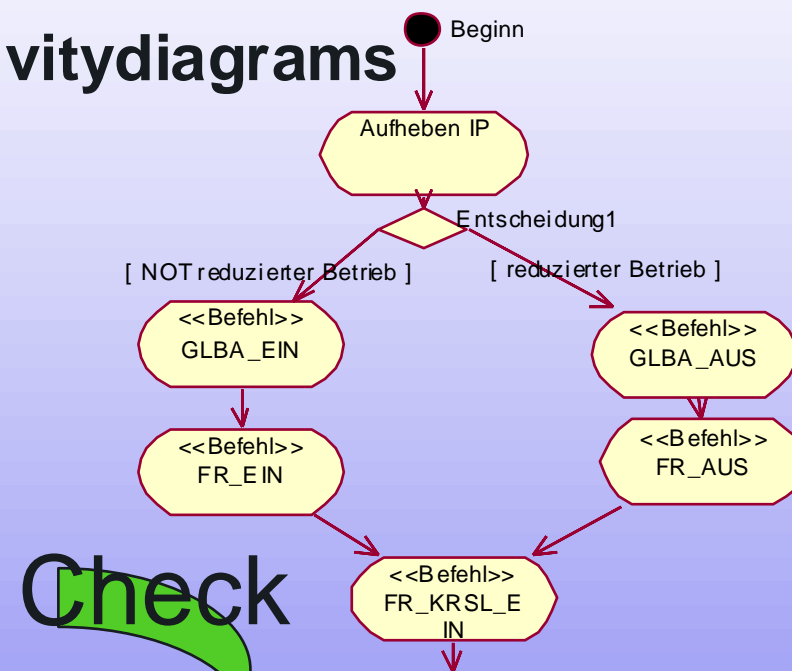 Beginn
vitydiagrams
Aufheben IP
Entscheidung1
[ NOT reduzierter Betrieb ]
[ reduzierter Betrieb ]
<<Befehl>>
GLBA_EIN
<<Befehl>>
GLBA_AUS
<<Befehl>>
FR_EIN
<<Befehl>>
FR_AUS
Check
<<Befehl>>
FR_KRSL_E
IN